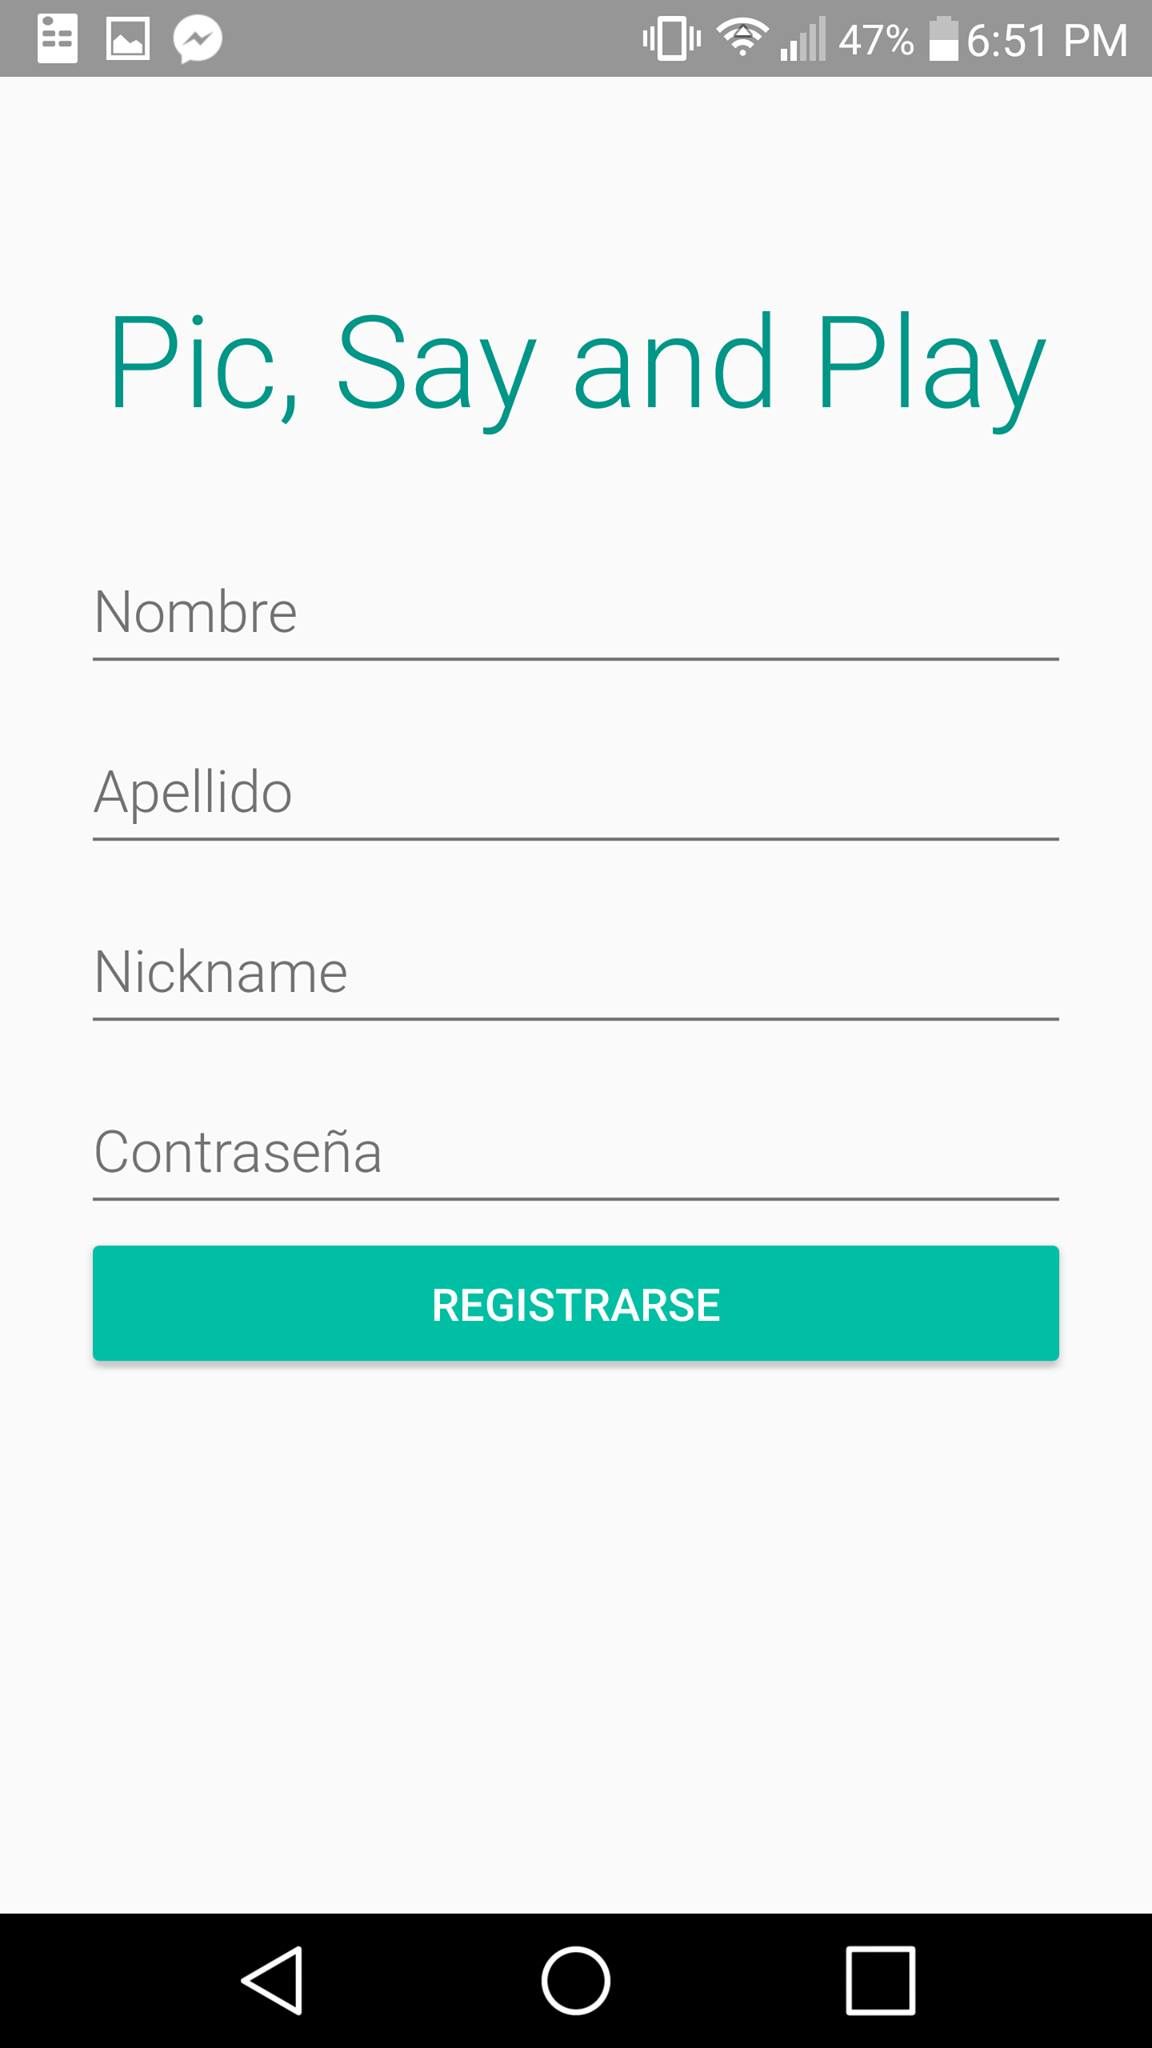 47% 6:51 PM
Pic, Say and Play
Nombre
Apellido
Nickname
Contraseña
REGISTRARSE